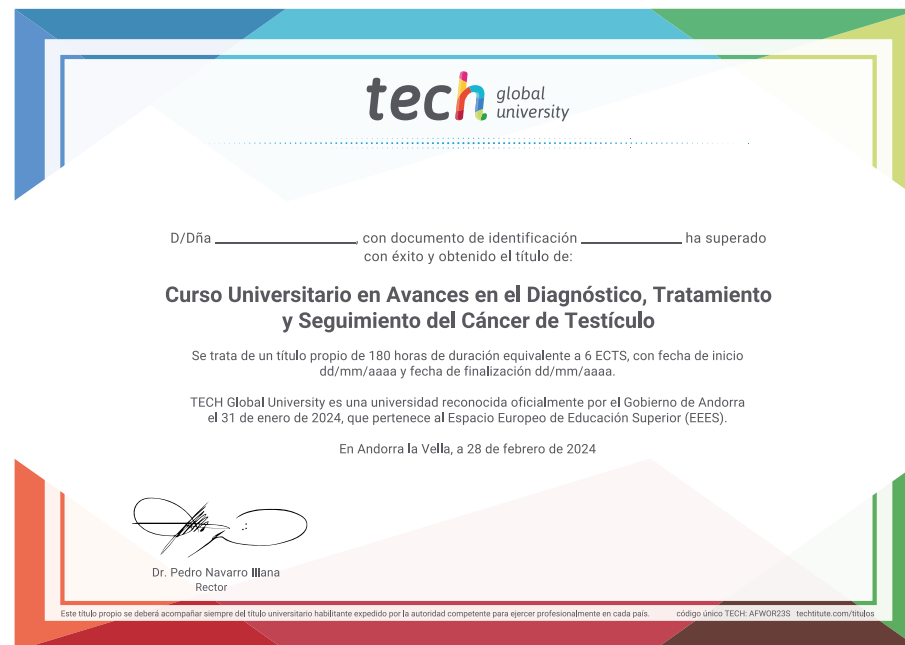 tech global university
D/Dña ____________________, con documento de identificación ______________ ha superado
con éxito y obtenido el título de:
Curso Universitario en Avances en el Diagnóstico, Tratamiento
y Seguimiento del Cáncer de Testículo
Se trata de un título propio de 180 horas de duración equivalente a 6 ECTS, con fecha de inicio
dd/mm/aaaa y fecha de finalización dd/mm/aaaa.
TECH Global University es una universidad reconocida oficialmente por el Gobierno de Andorra
el 31 de enero de 2024, que pertenece al Espacio Europeo de Educación Superior (EEES).
En Andorra la Vella, a 28 de febrero de 2024
Dr. Pedro Navarro Illana
Rector
Este título propio se deberá acompañar siempre del título universitario habilitante expedido por la autoridad competente para ejercer profesionalmente en cada país. código único TECH: AFWOR23S techtitute.com/titulos